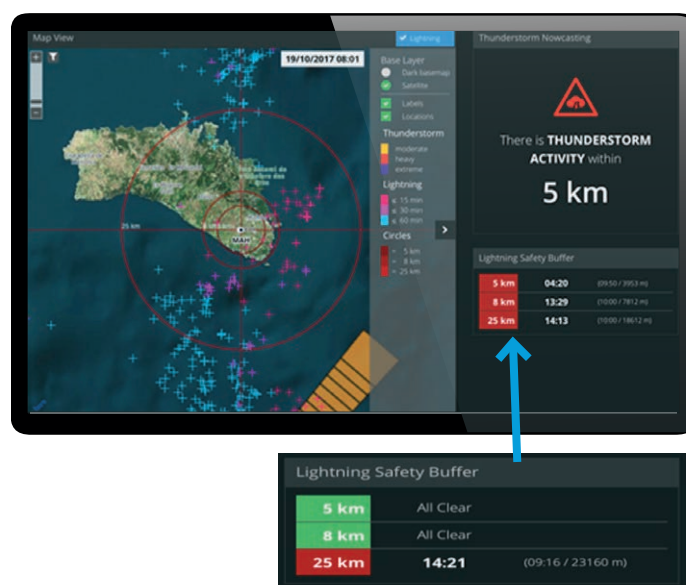 Map View
Lightning
19/10/2017 08:01
Base Layer
Dark basemap
Satellite
Labels
Locations
Thunderstorm
moderate
heavy
extreme
Lightning
≤ 15 min
≤ 30 min
≤ 60 min
Circles
= 5 km
= 8 km
= 25 km
25 km
MAH
Thunderstorm Nowcasting
There is THUNDERSTORM
ACTIVITY within
5 km
Lightning Safety Buffer
5 km 04:20 (09:50 / 3953 m)
8 km 13:29 (10:00 / 7812 m)
25 km 14:13 (10:00 / 18612 m)
Lightning Safety Buffer
5 km All Clear
8 km All Clear
25 km 14:21 (09:16 / 23160 m)